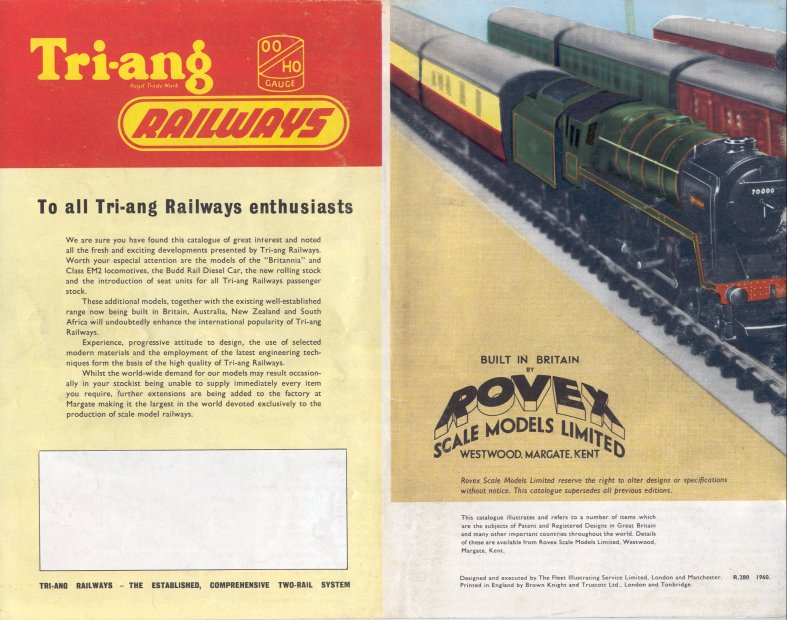 Tri-ang
Regd Trade Mark
OO
HO
GAUGE
RAILWAYS
To all Tri-ang Railways enthusiasts
We are sure you have found this catalogue of great interest and noted
all the fresh and exciting developments presented by Tri-ang Railways.
Worth your especial attention are the models of the "Britannia" and
Class EM2 locomotives, the Budd Rail Diesel Car, the new rolling stock
and the introduction of seat units for all Tri-ang Railways passenger
stock.
These additional models, together with the existing well-established
range now being built in Britain, Australia, New Zealand and South
Africa will undoubtedly enhance the international popularity of Tri-ang
Railways.
Experience, progressive attitude to design, the use of selected
modern materials and the employment of the latest engineering tech-
niques form the basis of the high quality of Tri-ang Railways.
Whilst the world-wide demand for our models may result occasion-
ally in your stockist being unable to supply immediately every item
you require, further extensions are being added to the factory at
Margate making it the largest in the world devoted exclusively to the
production of scale model railways.
TRI-ANG RAILWAYS - THE ESTABLISHED, COMPREHENSIVE TWO-RAIL SYSTEM
70000
BUILT IN BRITAIN
BY
ROVEX
SCALE MODELS LIMITED
WESTWOOD, MARGATE, KENT
Rovex Scale Models Limited reserve the right to alter designs or specifications
without notice. This catalogue supersedes all previous editions.
This catalogue illustrates and refers to a number of items which
are the subjects of Patent and Registered Designs in Great Britain
and many other important countries throughout the world. Details
of these are available from Rovex Scale Models Limited, Westwood,
Margate, Kent.
Designed and executed by The Fleet Illustrating Service Limited, London and Manchester. R.280 1960.
Printed in England by Brown Knight and Truscott Ltd., London and Tonbridge.